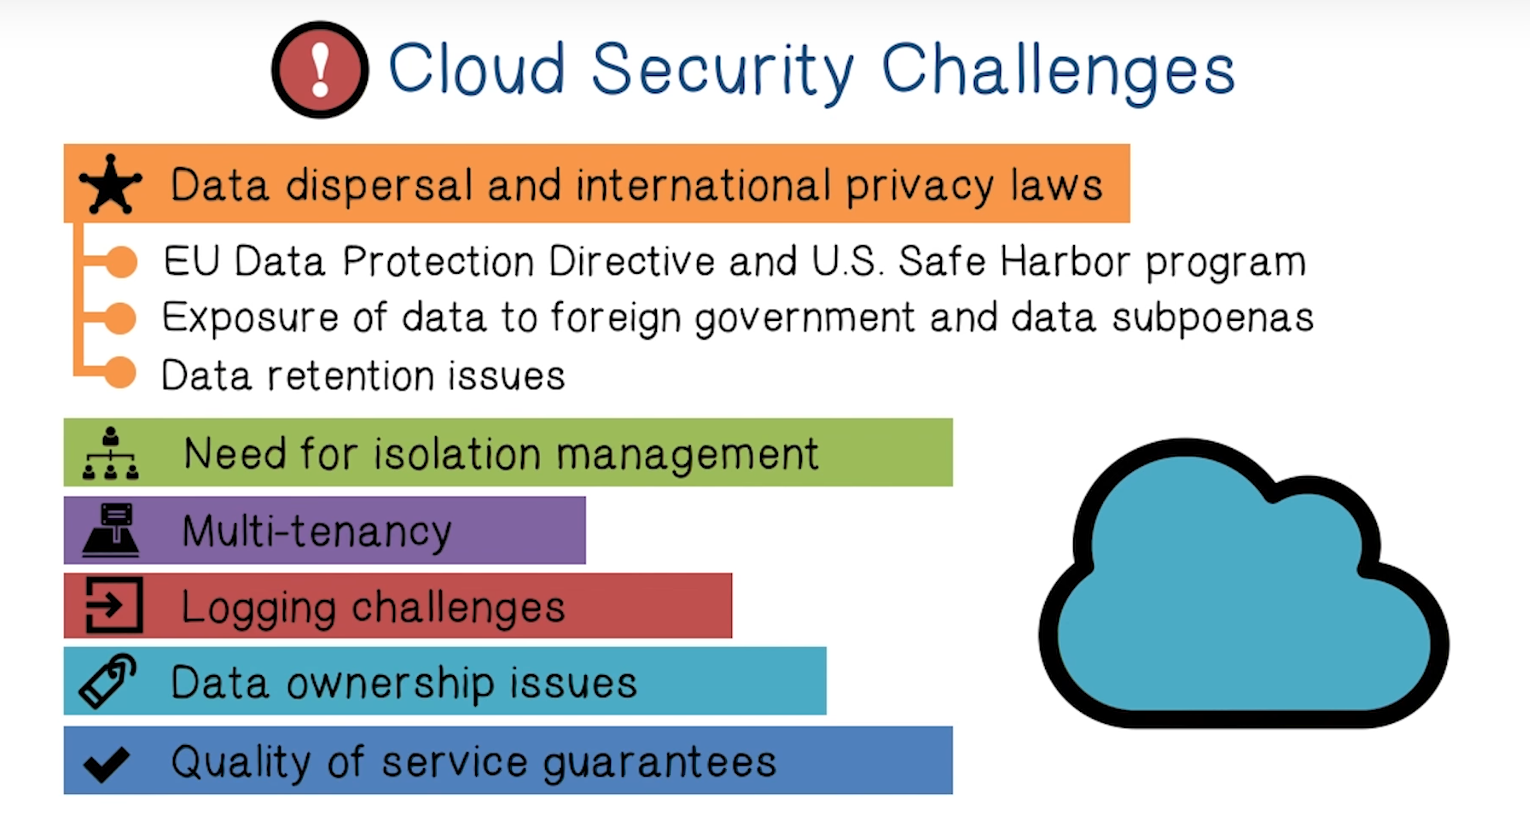 Cloud Security Challenges
Data dispersal and international privacy laws
EU Data Protection Directive and U.S. Safe Harbor program
Exposure of data to foreign government and data subpoenas
Data retention issues
Need for isolation management
Multi-tenancy
Logging challenges
Data ownership issues
Quality of service guarantees